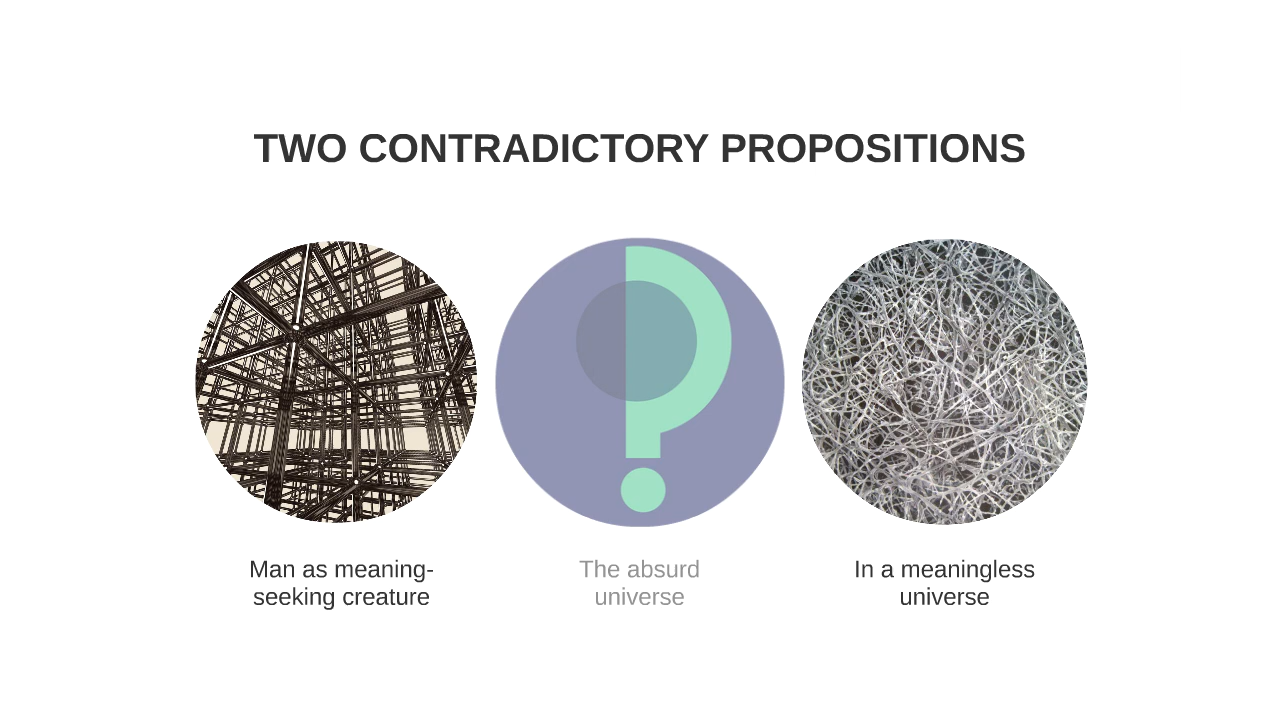 TWO CONTRADICTORY PROPOSITIONS
Man as meaning-
seeking creature
The absurd
universe
In a meaningless
universe